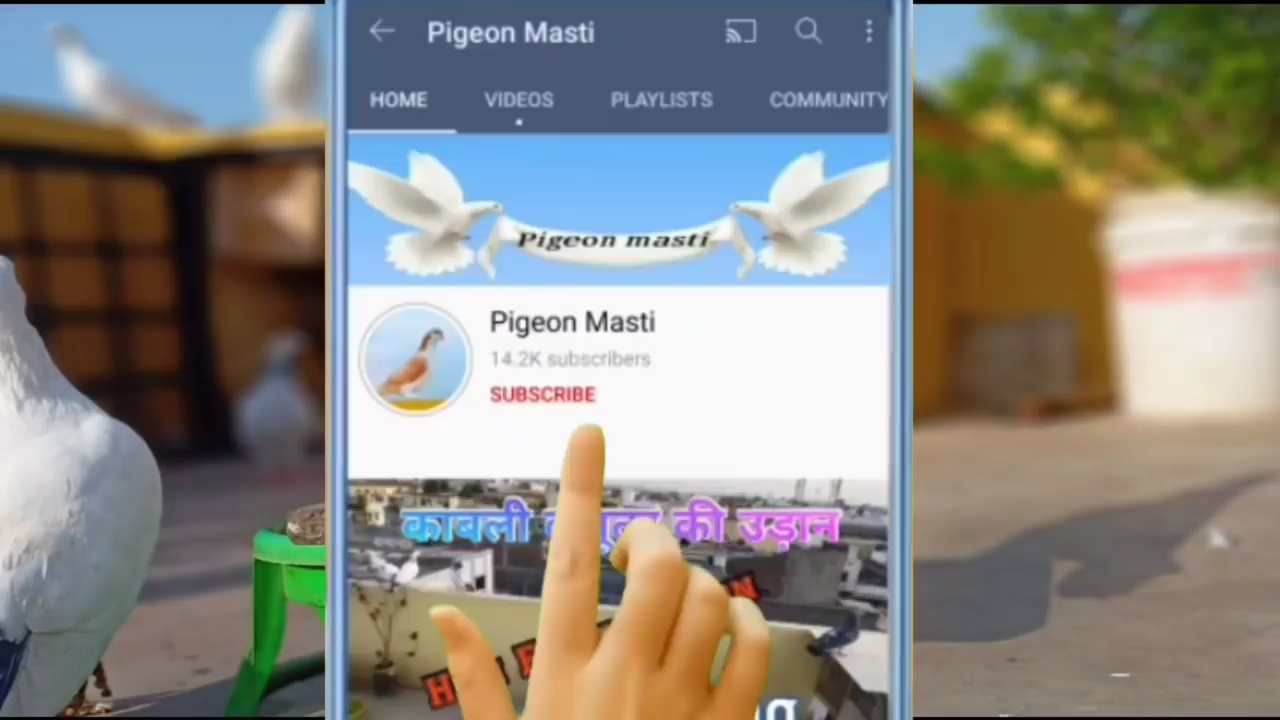 Pigeon Masti
HOME VIDEOS PLAYLISTS COMMUNITY
Pigeon masti
Pigeon Masti
14.2K subscribers
SUBSCRIBE
काबली की उड़ान